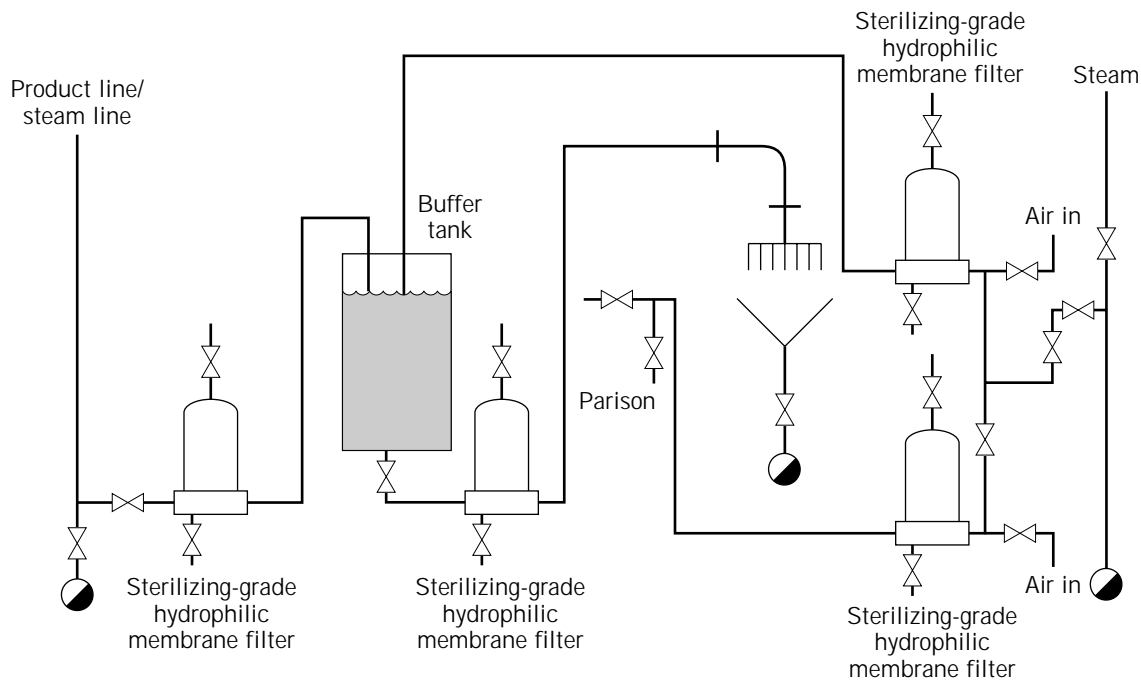 Product line/
steam line
Buffer
tank
Sterilizing-grade
hydrophilic
membrane filter
Steam
Air in
Parison
Sterilizing-grade
hydrophilic
membrane filter
Sterilizing-grade
hydrophilic
membrane filter
Air in
Sterilizing-grade
hydrophilic
membrane filter